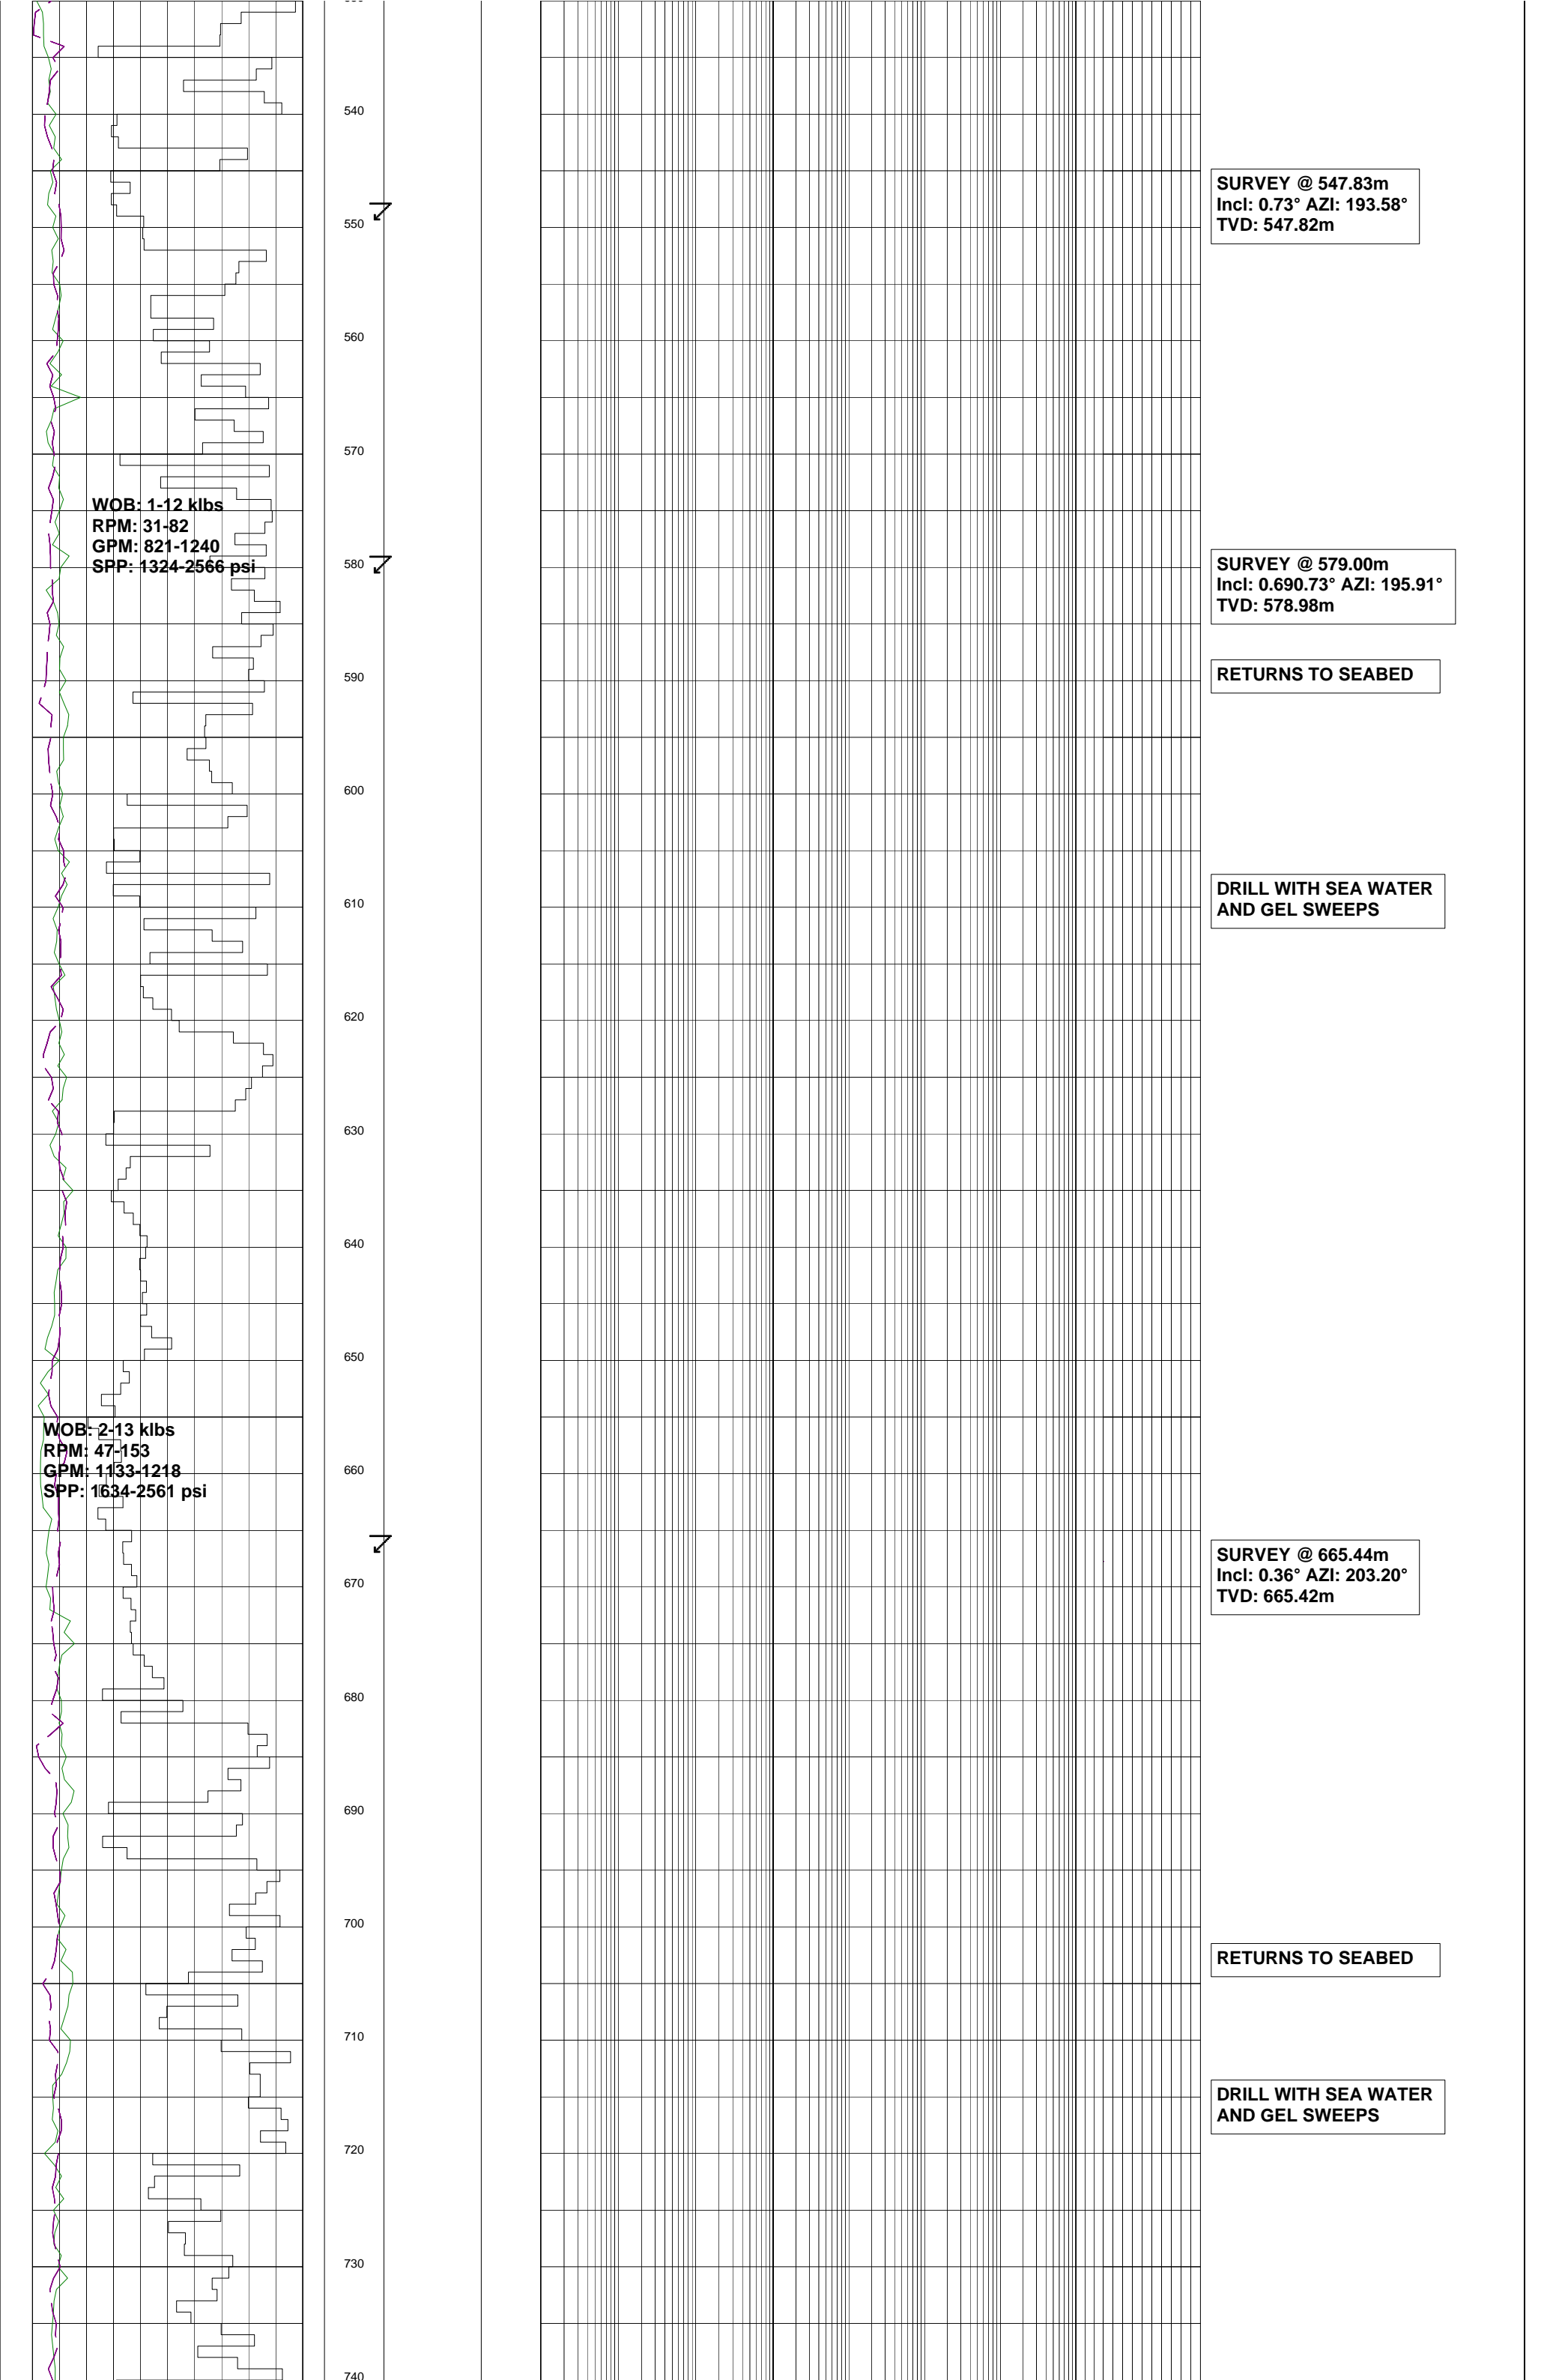 540
SURVEY @ 547.83m
Incl: 0.73° AZI: 193.58°
TVD: 547.82m
550
560
570
WOB: 1-12 klbs
RPM: 31-82
GPM: 821-1240
SPP: 1324-2566 psi
580
SURVEY @ 579.00m
Incl: 0.690.73° AZI: 195.91°
TVD: 578.98m
RETURNS TO SEABED
590
600
DRILL WITH SEA WATER
AND GEL SWEEPS
610
620
630
640
650
WOB: 2-13 klbs
RPM: 47-153
GPM: 1133-1218
SPP: 1634-2561 psi
660
SURVEY @ 665.44m
Incl: 0.36° AZI: 203.20°
TVD: 665.42m
670
680
690
700
RETURNS TO SEABED
710
DRILL WITH SEA WATER
AND GEL SWEEPS
720
730
740